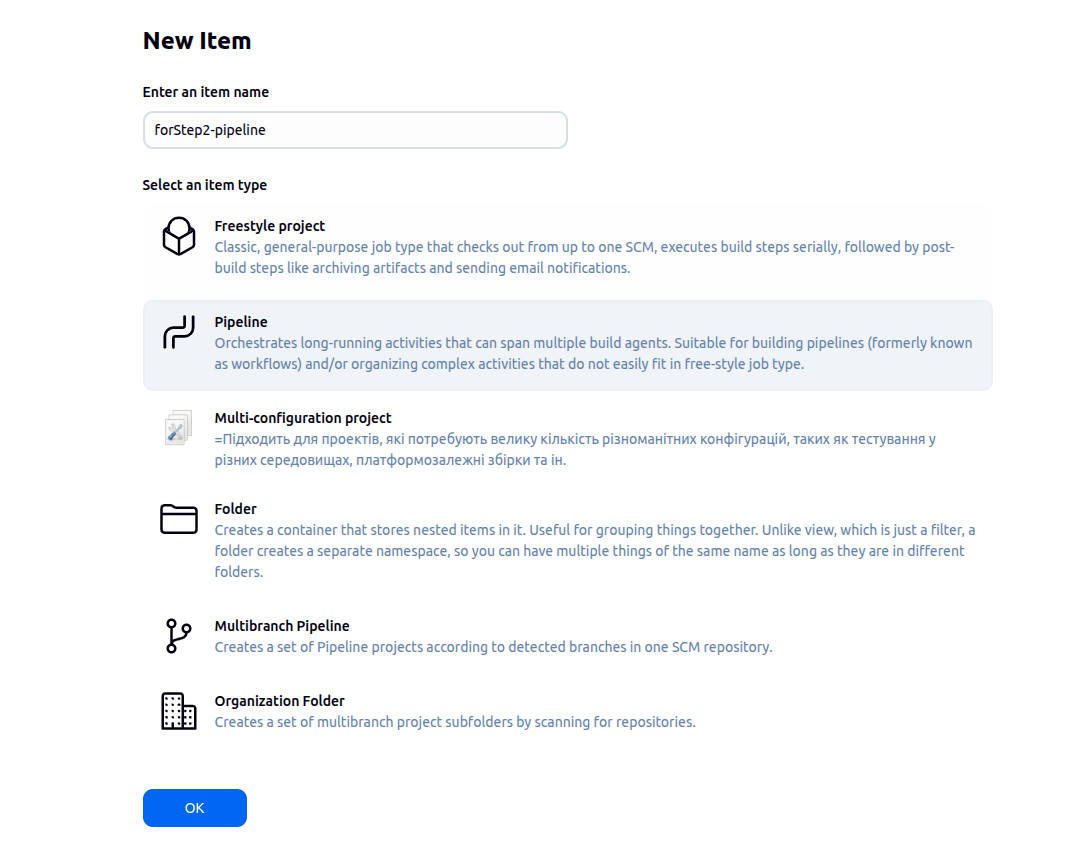 New Item
Enter an item name
forStep2-pipeline
Select an item type
Freestyle project
Classic, general-purpose job type that checks out from up to one SCM, executes build steps serially, followed by post-
build steps like archiving artifacts and sending email notifications.
Pipeline
Orchestrates long-running activities that can span multiple build agents. Suitable for building pipelines (formerly known
as workflows) and/or organizing complex activities that do not easily fit in free-style job type.
Multi-configuration project
=Підходить для проектів, які потребують велику кількість різноманітних конфігурацій, таких як тестування у
різних середовищах, платформозалежні збірки та ін.
Folder
Creates a container that stores nested items in it. Useful for grouping things together. Unlike view, which is just a filter, a
folder creates a separate namespace, so you can have multiple things of the same name as long as they are in different
folders.
Multibranch Pipeline
Creates a set of Pipeline projects according to detected branches in one SCM repository.
Organization Folder
Creates a set of multibranch project subfolders by scanning for repositories.
OK